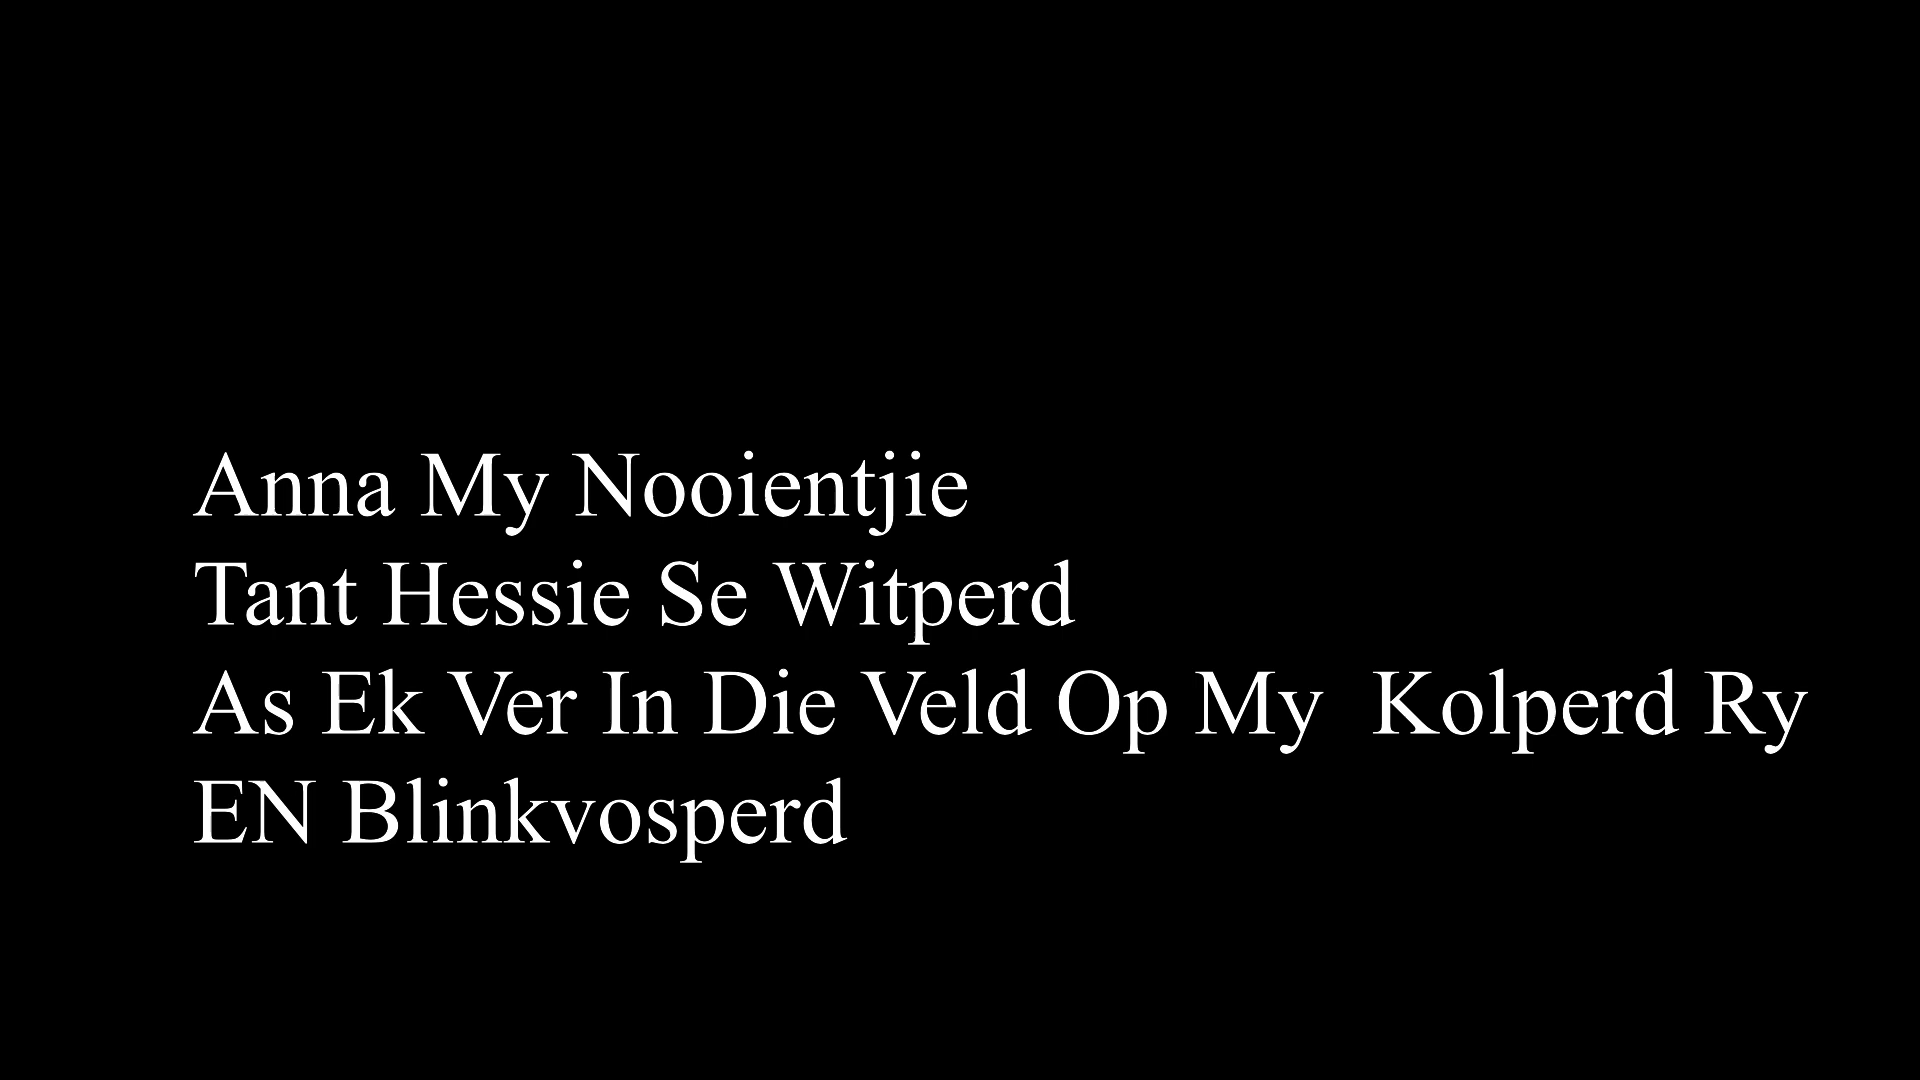 Anna My Nooientjie
Tant Hessie Se Witperd
As Ek Ver In Die Veld Op My  Kolperd Ry
EN Blinkvosperd